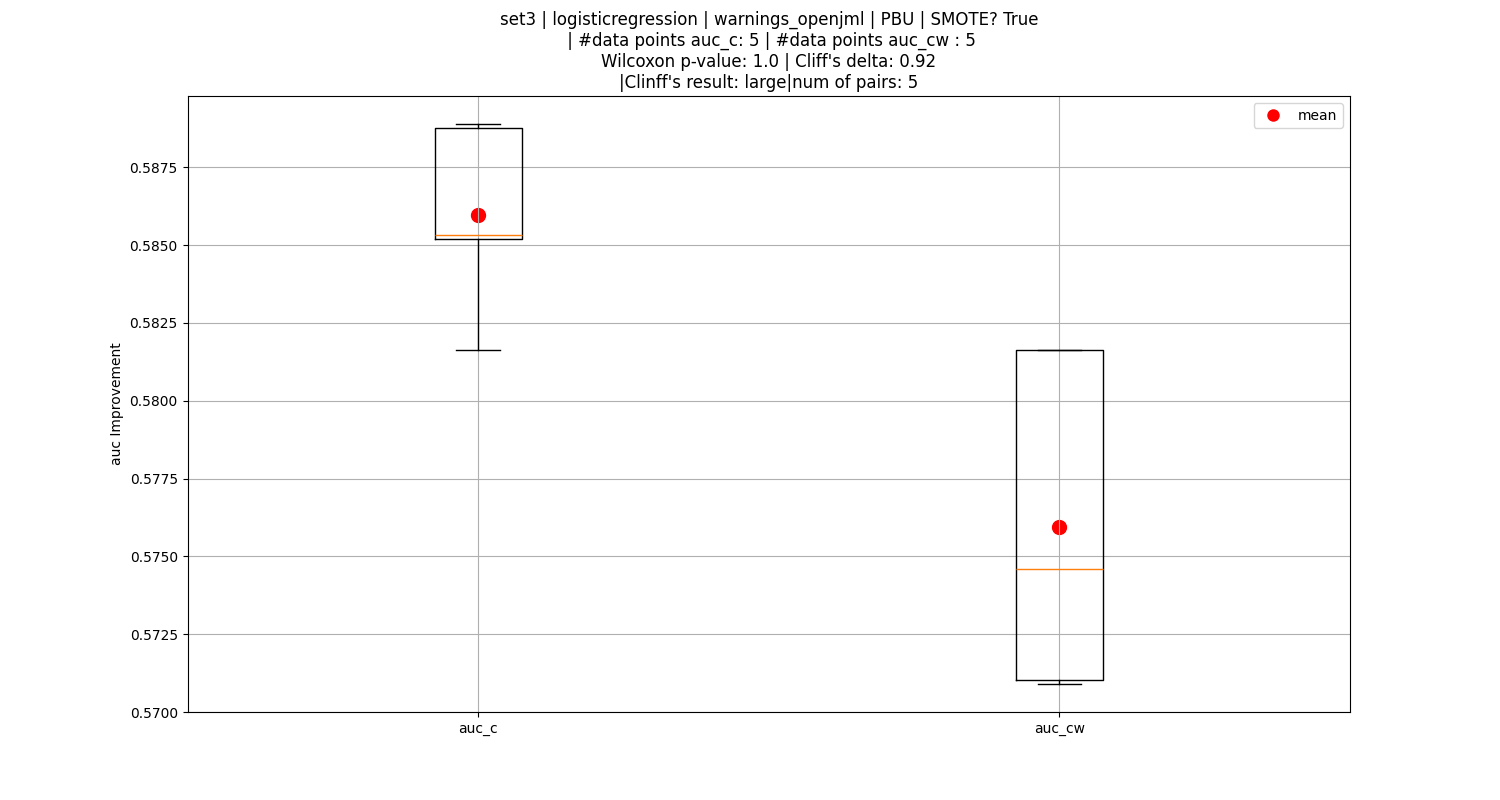 set3 | logisticregression | warnings_openjml | PBU | SMOTE? True
| #data points auc_c: 5 | #data points auc_cw : 5
Wilcoxon p-value: 1.0 | Cliff's delta: 0.92
|Clinff's result: large|num of pairs: 5
mean
0.5875
0.5850
0.5825
0.5800
0.5775
0.5750
0.5725
0.5700
auc Improvement
auc_c
auc_cw